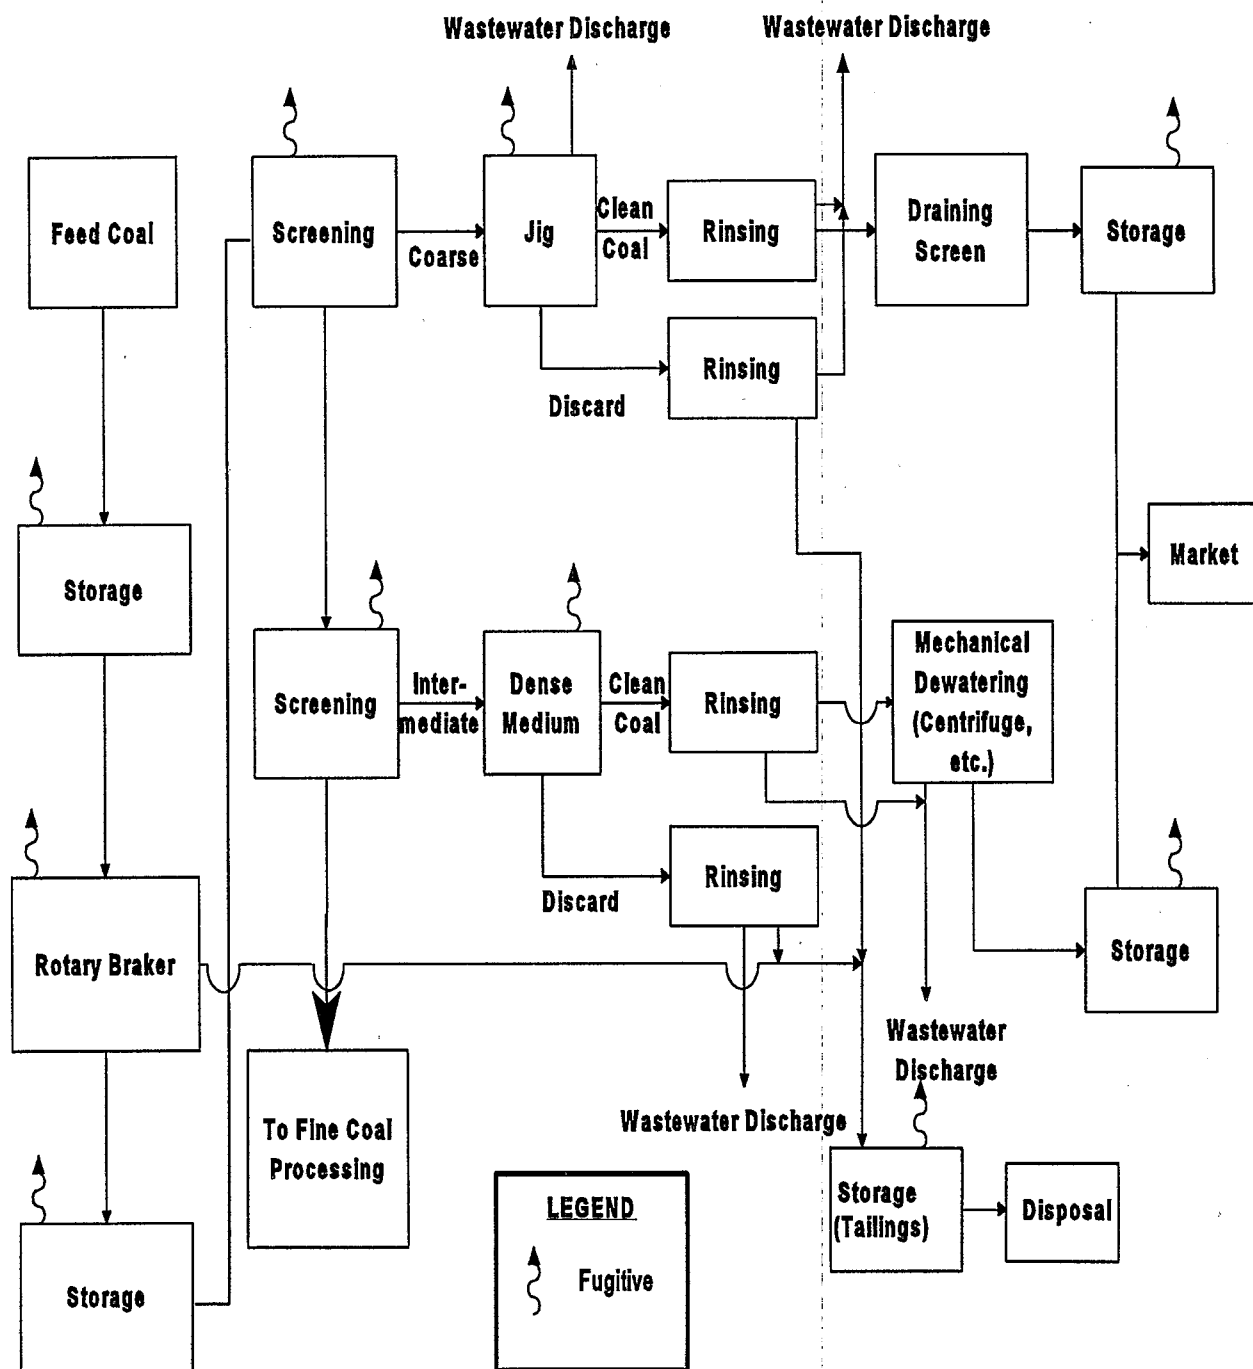 Wastewater Discharge
Wastewater Discharge
Feed Coal
Screening
Coarse
Jig
Clean
Coal
Rinsing
Draining
Screen
Storage
Rinsing
Discard
Storage
Market
Screening
Inter-
mediate
Dense
Medium
Clean
Coal
Rinsing
Mechanical
Dewatering
(Centrifuge,
etc.)
Rinsing
Discard
Rotary Braker
Storage
Wastewater
Discharge
To Fine Coal
Processing
Wastewater Discharge
Storage
(Tailings)
Disposal
LEGEND
Fugitive
Storage